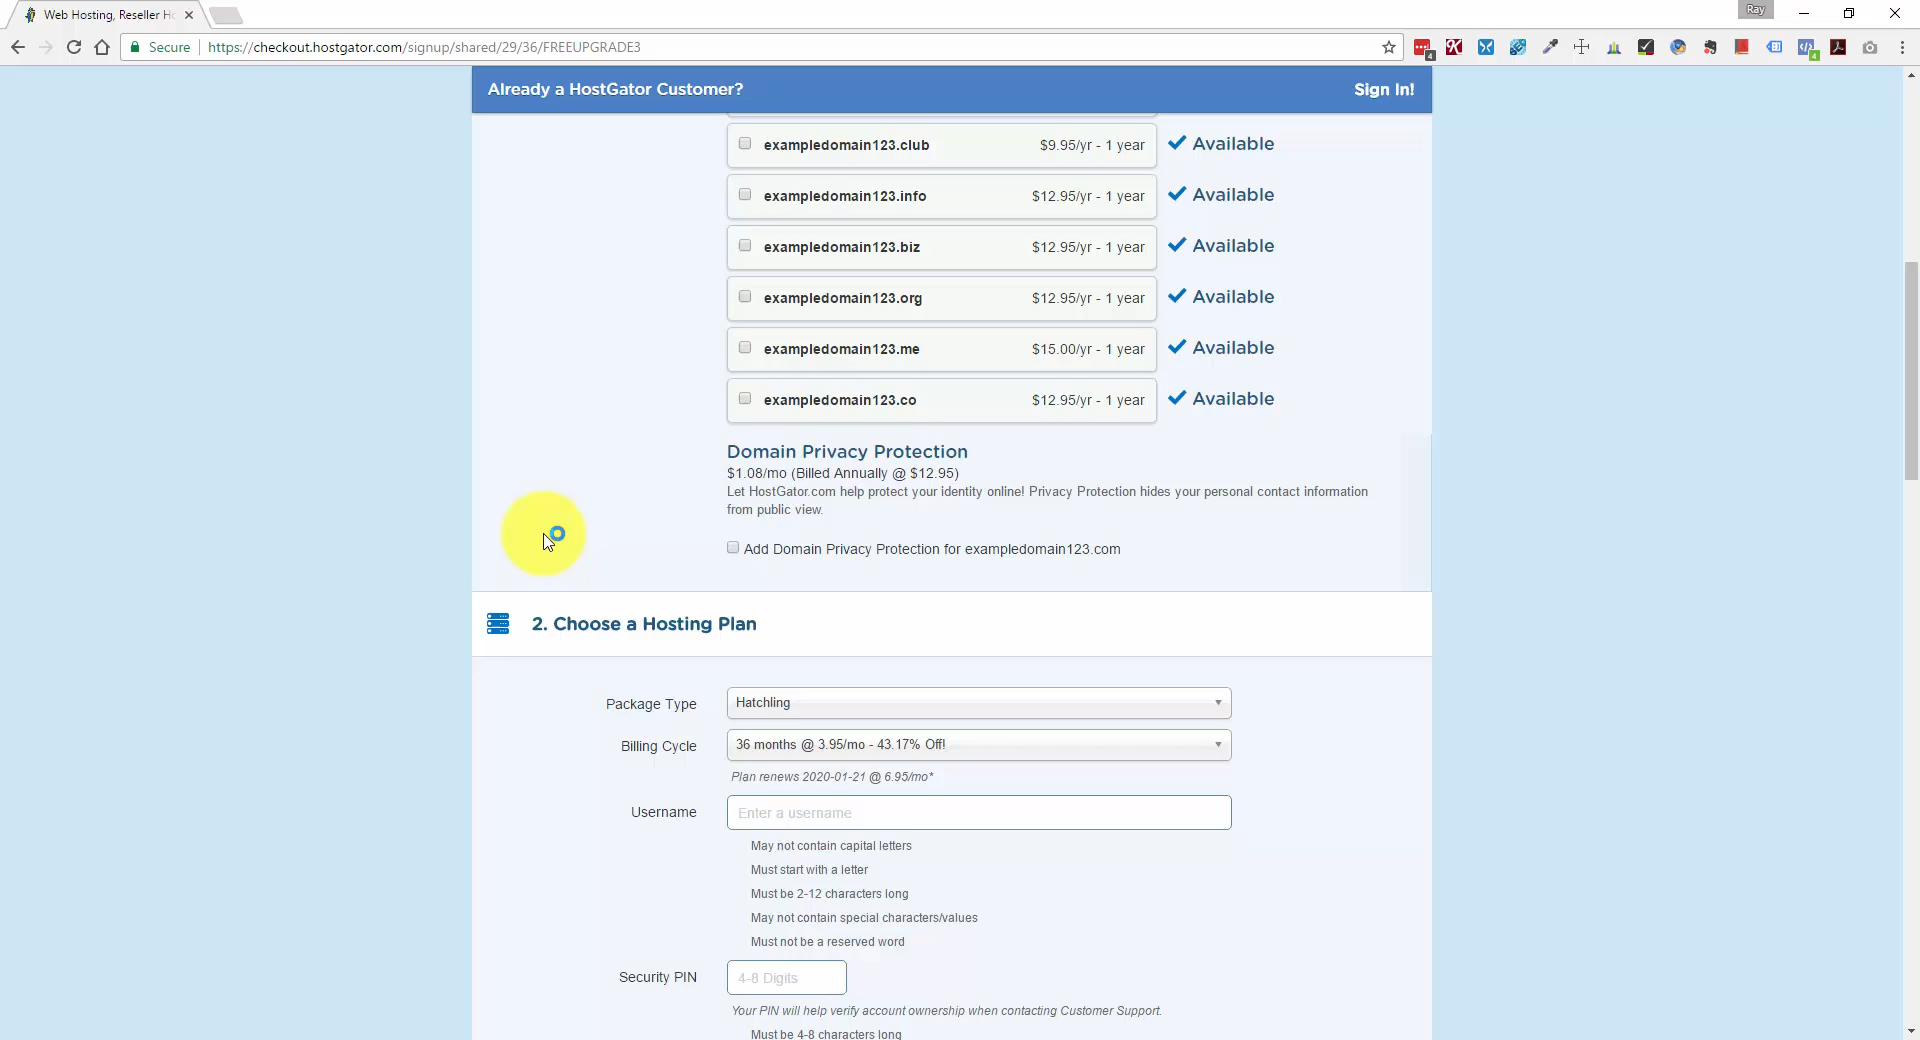 Web Hosting, Reseller Ho
Ray
Secure
https://checkout.hostgator.com/signup/shared/29/36/FREEUPGRADE3
4
4
Already a HostGator Customer?
Sign In!
exampledomain123.club $9.95/yr - 1 year Available
exampledomain123.info $12.95/yr - 1 year Available
exampledomain123.biz $12.95/yr - 1 year Available
exampledomain123.org $12.95/yr - 1 year Available
exampledomain123.me $15.00/yr - 1 year Available
exampledomain123.co $12.95/yr - 1 year Available
Domain Privacy Protection
$1.08/mo (Billed Annually @ $12.95)
Let HostGator.com help protect your identity online! Privacy Protection hides your personal contact information
from public view.
Add Domain Privacy Protection for exampledomain123.com
2. Choose a Hosting Plan
Package Type Hatchling
Billing Cycle 36 months @ 3.95/mo - 43.17% Off!
Plan renews 2020-01-21 @ 6.95/mo*
Username Enter a username
May not contain capital letters
Must start with a letter
Must be 2-12 characters long
May not contain special characters/values
Must not be a reserved word
Security PIN 4-8 Digits
Your PIN will help verify account ownership when contacting Customer Support.
Must be 4-8 characters long